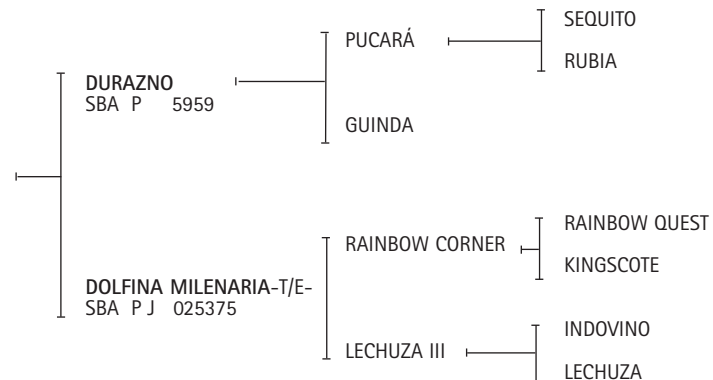 SEQUITO
PUCARÁ
RUBIA
DURAZNO
SBA P 5959
GUINDA
RAINBOW QUEST
RAINBOW CORNER
KINGSCOTE
DOLFINA MILENARIA-T/E-
SBA P J 025375
INDOVINO
LECHUZA III
LECHUZA